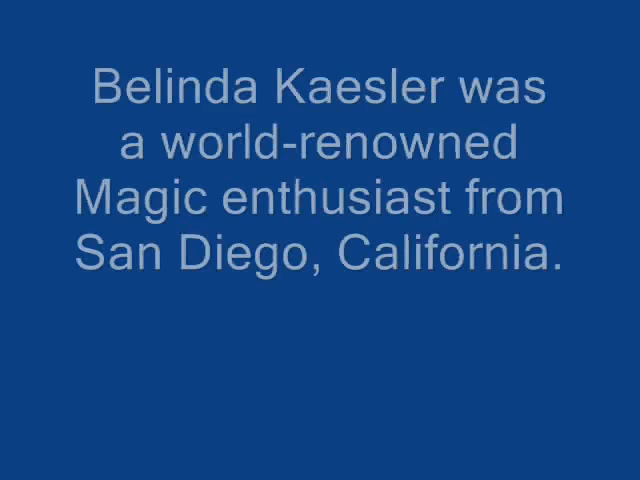 Belinda Kaesler was
a world-renowned
Magic enthusiast from
San Diego, California.